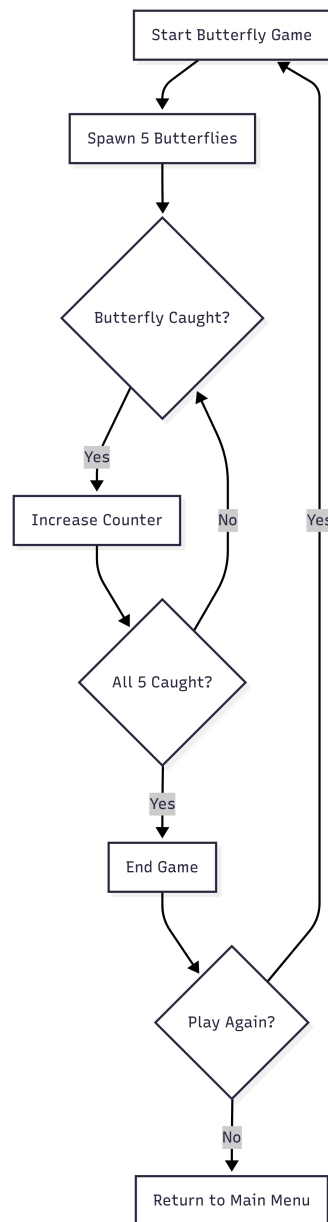 Start Butterfly Game
Spawn 5 Butterflies
Butterfly Caught?
Yes
Increase Counter
No
Yes
All 5 Caught?
Yes
End Game
Play Again?
No
Return to Main Menu